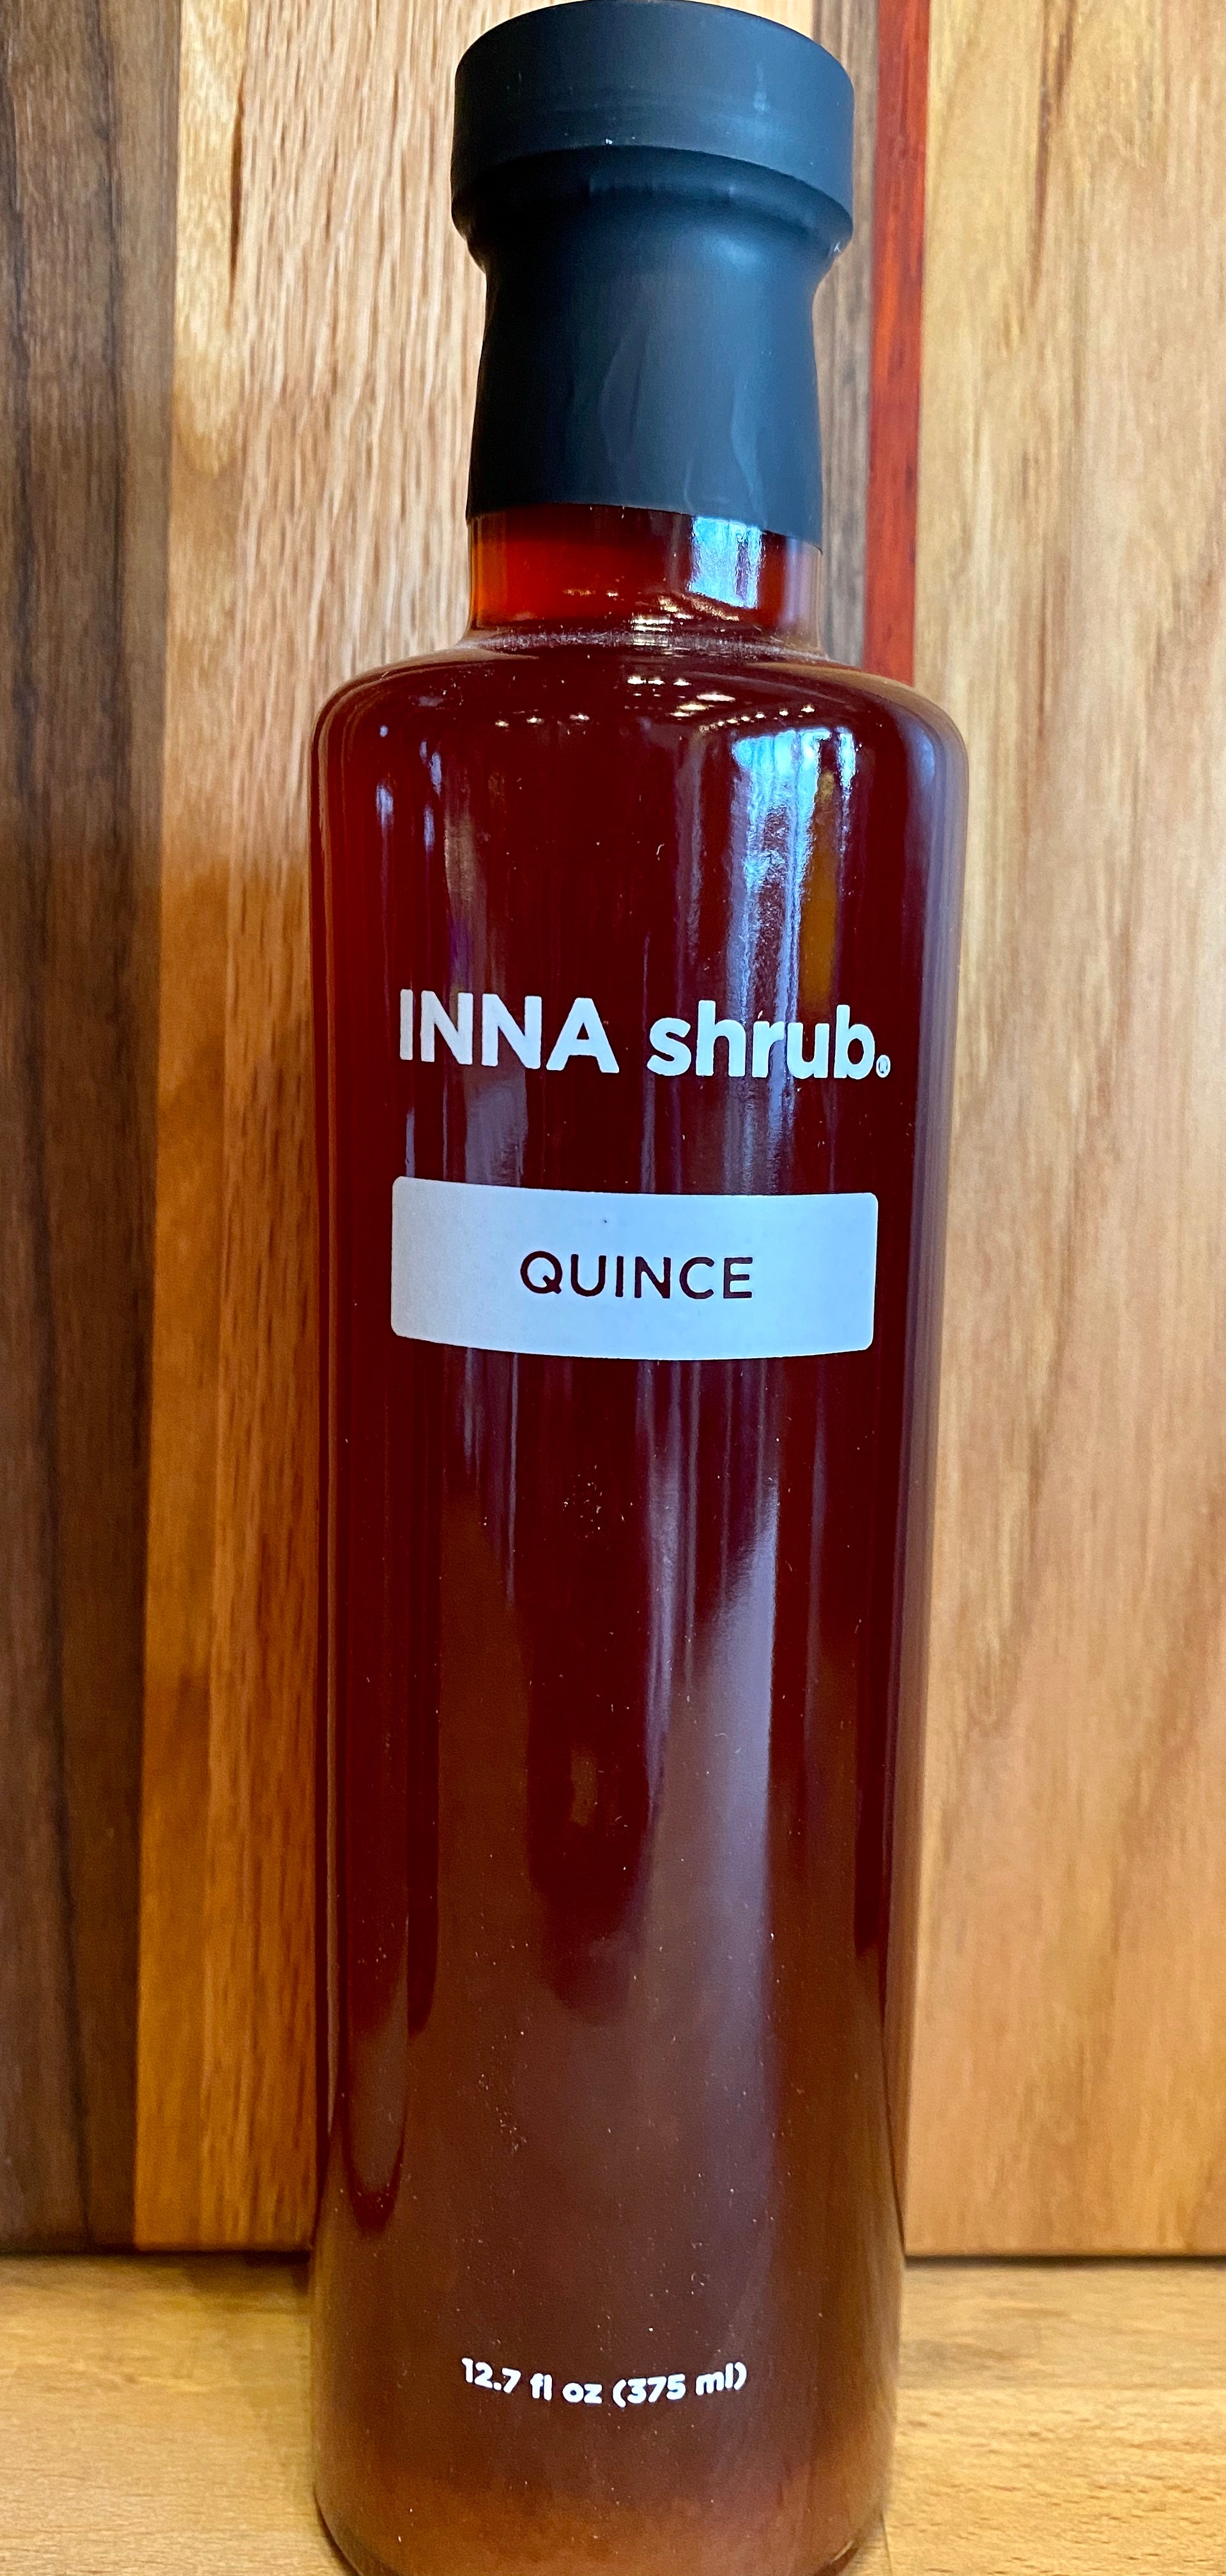 INNA shrub®
QUINCE
12.7 fl oz (375 ml)